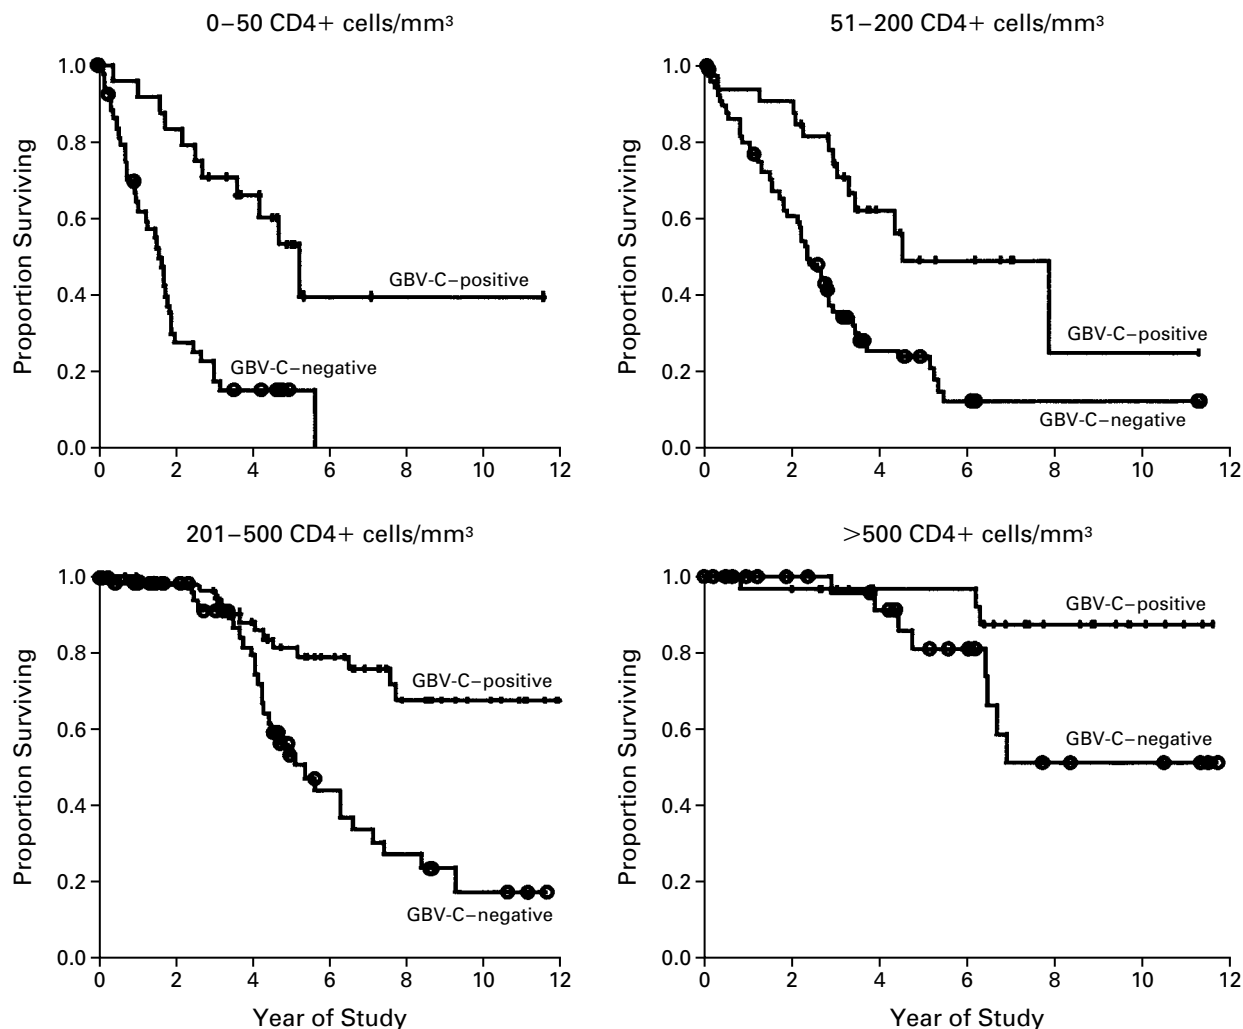 0–50 CD4+ cells/mm³
51–200 CD4+ cells/mm³
Proportion Surviving
1.0
0.8
0.6
0.4
0.2
0.0
GBV-C–positive
GBV-C–negative
0 2 4 6 8 10 12
Proportion Surviving
1.0
0.8
0.6
0.4
0.2
0.0
GBV-C–positive
GBV-C–negative
0 2 4 6 8 10 12
201–500 CD4+ cells/mm³
>500 CD4+ cells/mm³
Proportion Surviving
1.0
0.8
0.6
0.4
0.2
0.0
GBV-C–positive
GBV-C–negative
0 2 4 6 8 10 12
Year of Study
Proportion Surviving
1.0
0.8
0.6
0.4
0.2
0.0
GBV-C–positive
GBV-C–negative
0 2 4 6 8 10 12
Year of Study